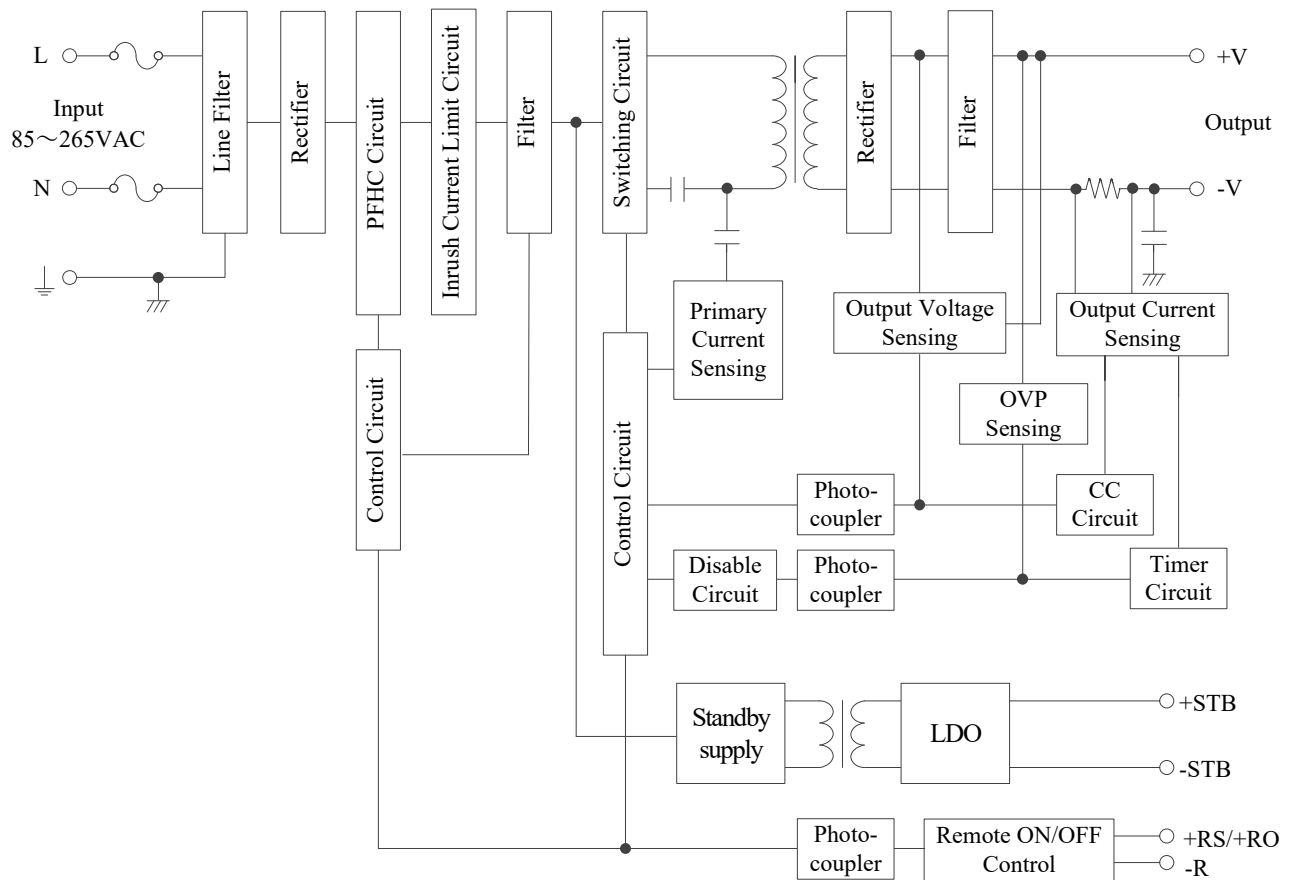 L
Input
85～265VAC
N
Line Filter
Rectifier
PFHC Circuit
Inrush Current Limit Circuit
Filter
Switching Circuit
Rectifier
Filter
+V
Output
-V
Primary
Current
Sensing
Output Voltage
Sensing
Output Current
Sensing
OVP
Sensing
Control Circuit
Control Circuit
Photo-
coupler
CC
Circuit
Disable
Circuit
Photo-
coupler
Timer
Circuit
Standby
supply
LDO
+STB
-STB
Photo-
coupler
Remote ON/OFF
Control
+RS/+RO
-R